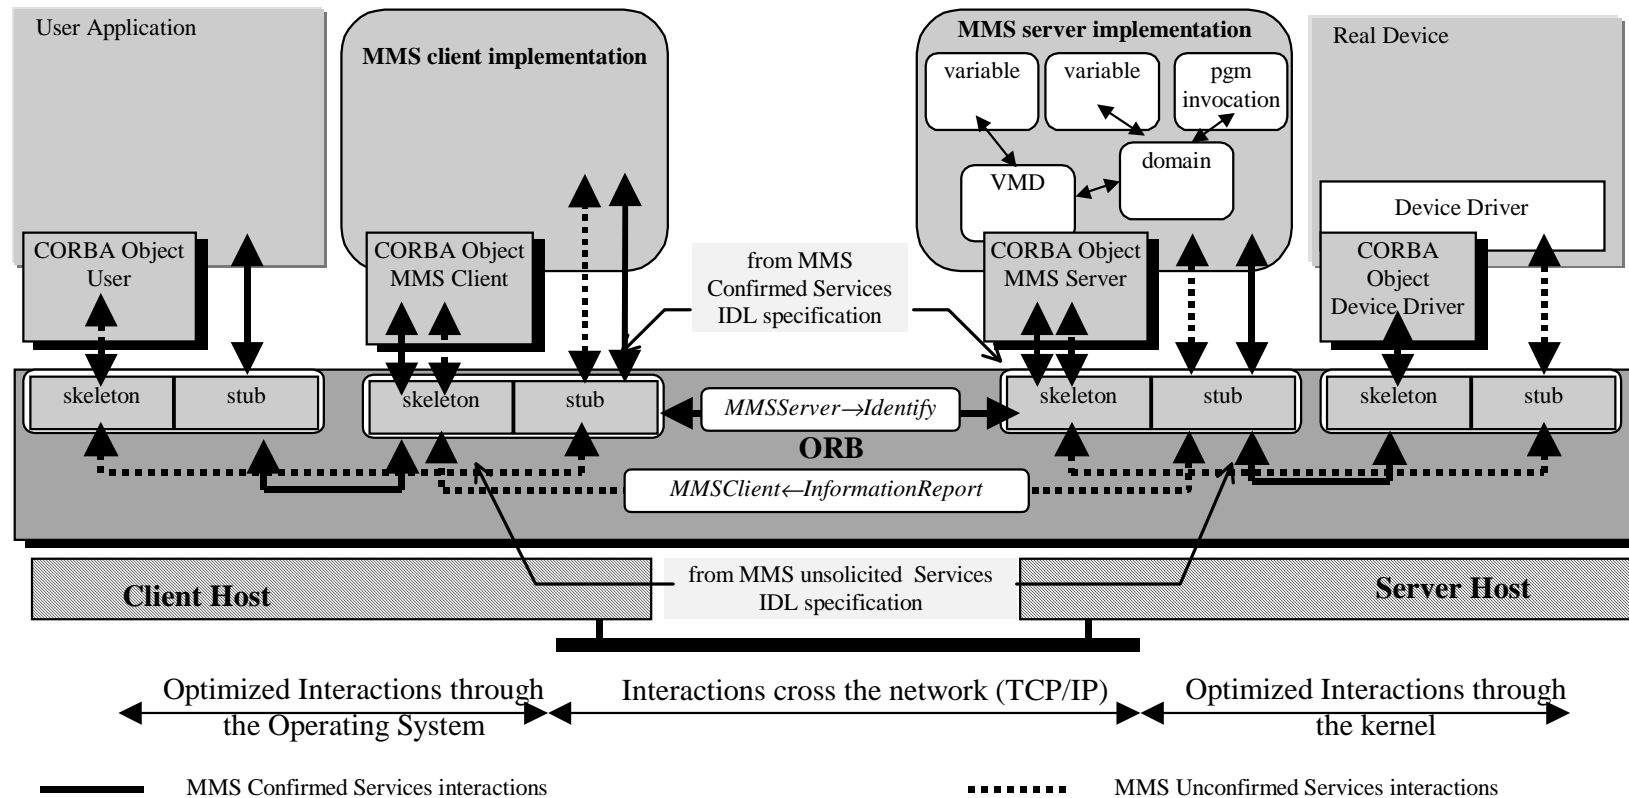 User Application
MMS client implementation
MMS server implementation
Real Device
variable
variable
pgm
invocation
domain
VMD
Device Driver
CORBA Object
User
CORBA Object
MMS Client
from MMS
Confirmed Services
IDL specification
CORBA Object
MMS Server
CORBA
Object
Device Driver
skeleton
stub
skeleton
stub
MMSServer→Identify
skeleton
stub
skeleton
stub
ORB
MMSClient←InformationReport
Client Host
from MMS unsolicited Services
IDL specification
Server Host
Optimized Interactions through
the Operating System
Interactions cross the network (TCP/IP)
Optimized Interactions through
the kernel
MMS Confirmed Services interactions
MMS Unconfirmed Services interactions